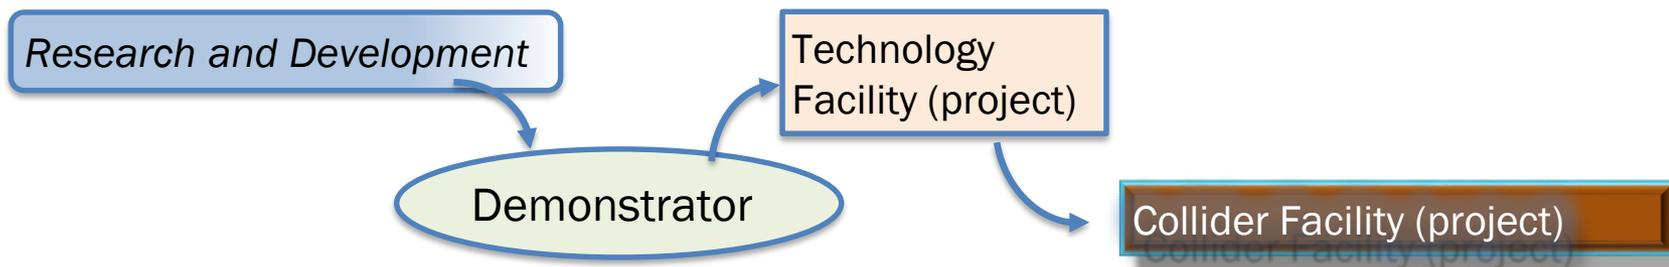 Research and Development
Technology
Facility (project)
Demonstrator
Collider Facility (project)